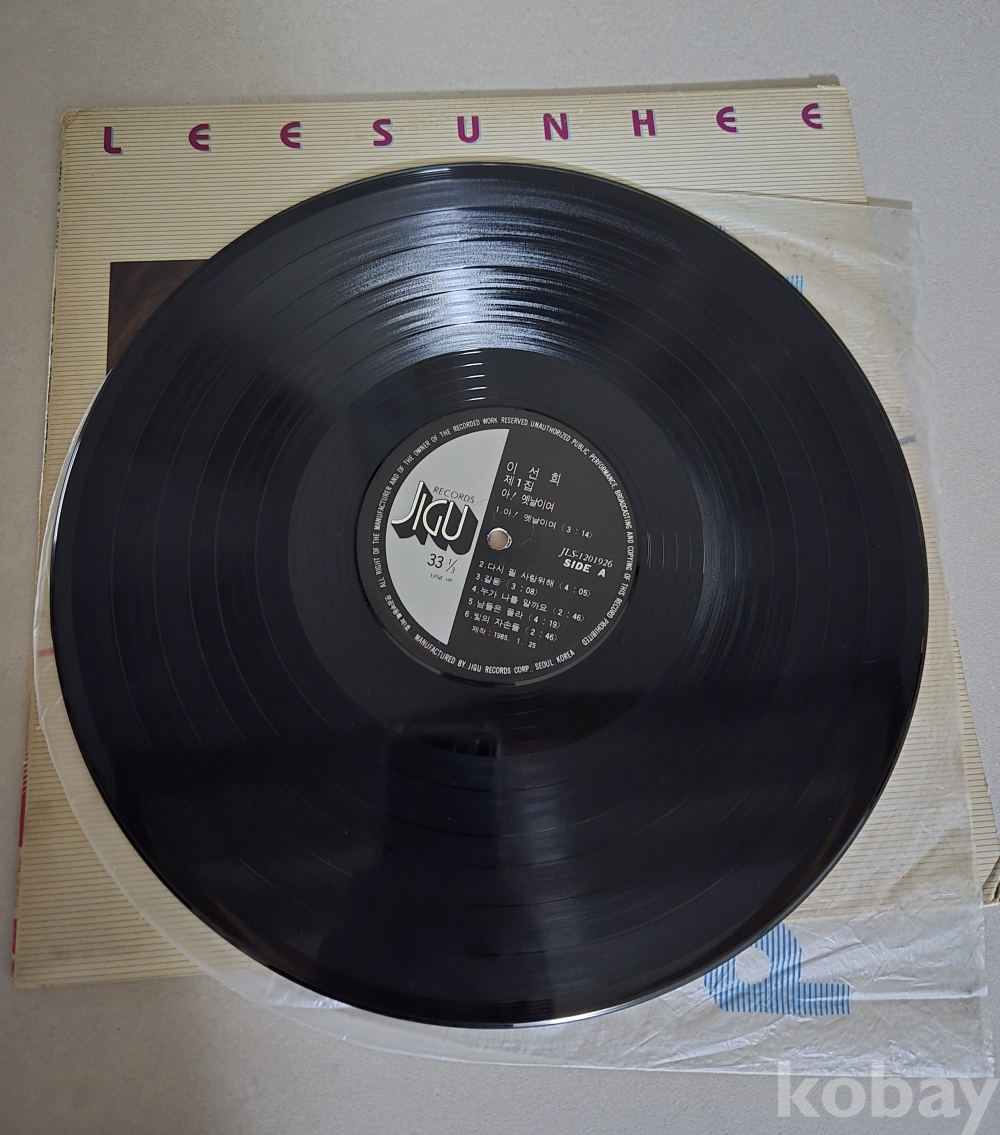 LEE SUN HEE
ALL RIGHT OF THE MANUFACTURER AND OF THE OWNER OF THE RECORDED WORK RESERVED. UNAUTHORIZED PUBLIC PERFORMANCE, BROADCASTING AND COPYING OF THIS RECORD PROHIBITED
이 선 희
제1집
아! 옛날이여
1.아! 옛날이여 (3 : 14)
RECORDS
JIGU
33 1/3
JLS-1201926
SIDE A
2.다시 필 사랑위해 (4 : 05)
3.갈등 (3 : 08)
4.누가 나를 알까요 (2 : 46)
5.남들은 몰라 (4 : 19)
6.빛의 자손들 (2 : 46)
제작 : 1985. 1. 25
MANUFACTURED BY JIGU RECORDS CORP., SEOUL, KOREA
kobay